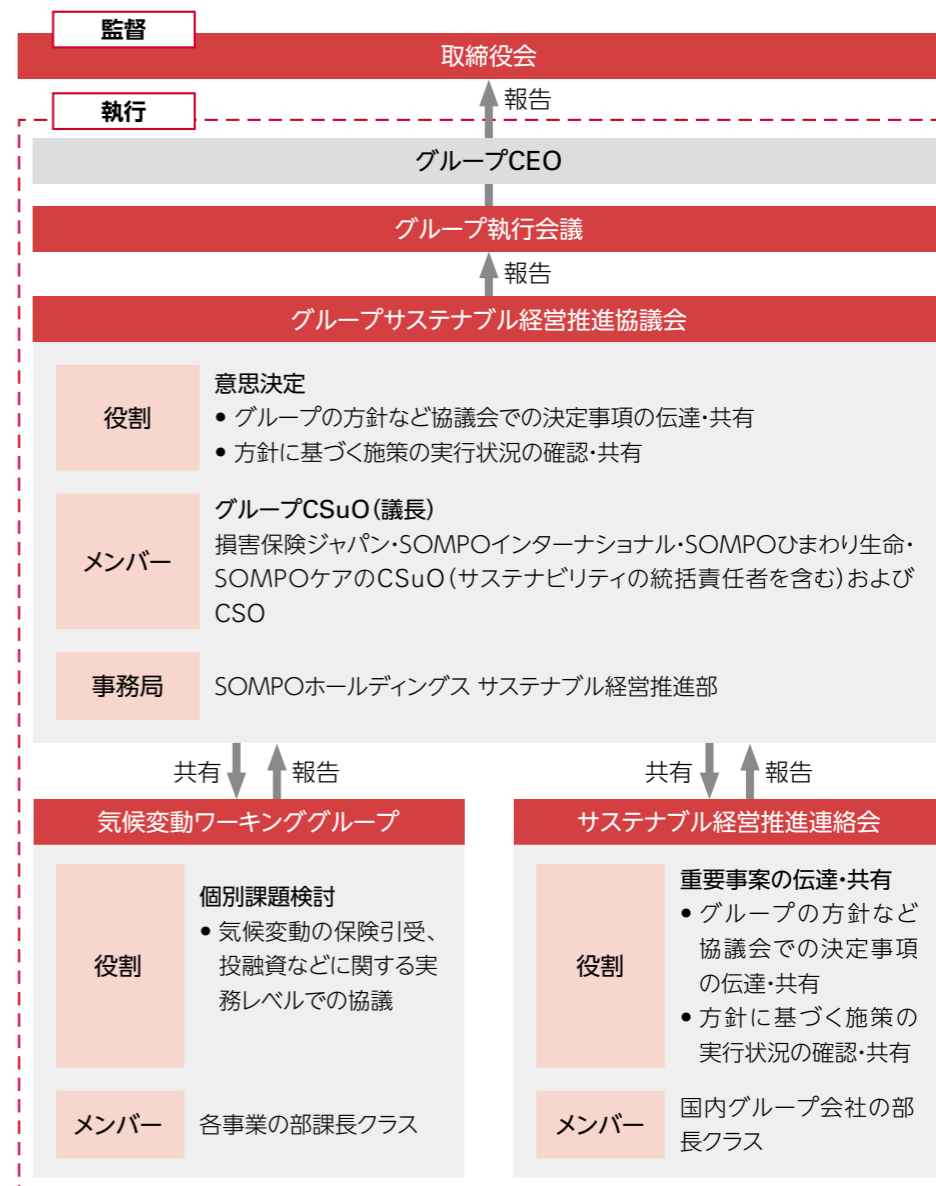 監督
取締役会
報告
執行
グループCEO
グループ執行会議
報告
グループサステナブル経営推進協議会
役割
意思決定
• グループの方針など協議会での決定事項の伝達・共有
• 方針に基づく施策の実行状況の確認・共有
メンバー
グループCSuO（議長）
損害保険ジャパン・SOMPOインターナショナル・SOMPOひまわり生命・
SOMPOケアのCSuO（サステナビリティの統括責任者を含む）および
CSO
事務局
SOMPOホールディングス サステナブル経営推進部
共有
報告
共有
報告
気候変動ワーキンググループ
役割
個別課題検討
• 気候変動の保険引受、
投融資などに関する実
務レベルでの協議
メンバー
各事業の部課長クラス
サステナブル経営推進連絡会
役割
重要事案の伝達・共有
• グループの方針など
協議会での決定事項
の伝達・共有
• 方針に基づく施策の
実行状況の確認・共有
メンバー
国内グループ会社の部
長クラス